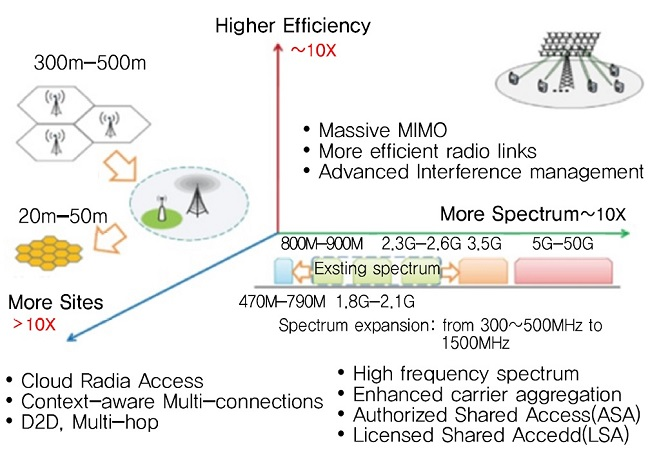 Higher Efficiency
~10X
300m-500m
• Massive MIMO
• More efficient radio links
• Advanced Interference management
20m-50m
More Spectrum~10X
800M-900M 2,3G-2,6G 3,5G 5G-50G
Exsting spectrum
More Sites
>10X
470M-790M 1,8G-2,1G
Spectrum expansion: from 300~500MHz to
1500MHz
• Cloud Radia Access
• Context-aware Multi-connections
• D2D, Multi-hop
• High frequency spectrum
• Enhanced carrier aggregation
• Authorized Shared Access(ASA)
• Licensed Shared Accedd(LSA)